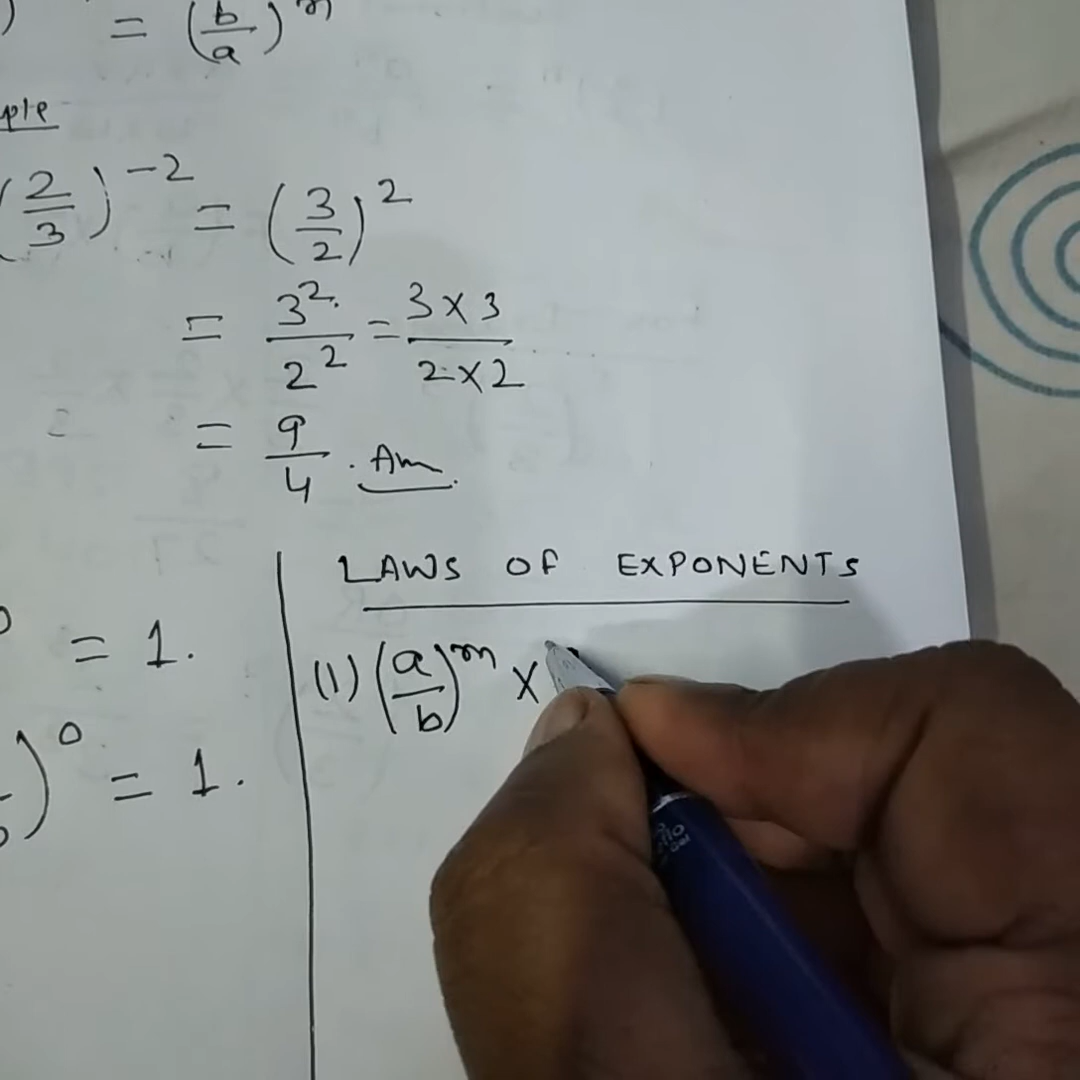 ) = (b/a)^m
ple
(2/3)^-2 = (3/2)^2
= 3^2/2^2 = 3×3/2×2
= 9/4 . Ans.
0 = 1.
)^0 = 1.
LAWS OF EXPONENTS
(1) (a/b)^m ×